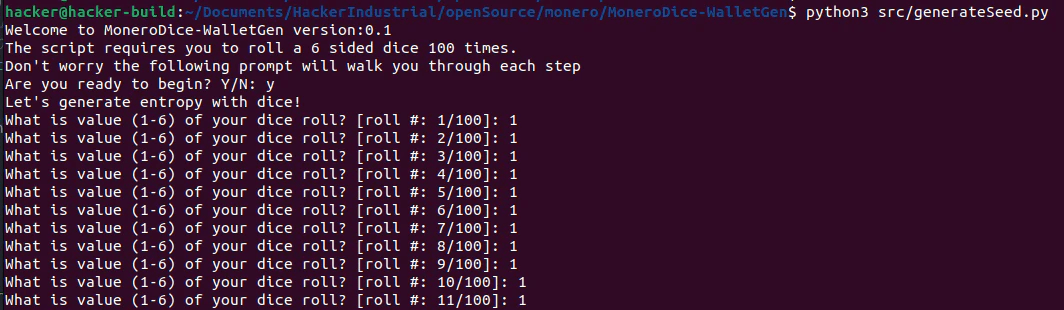 hacker@hacker-build:~/Documents/HackerIndustrial/openSource/monero/MoneroDice-WalletGen$ python3 src/generateSeed.py
Welcome to MoneroDice-WalletGen version:0.1
The script requires you to roll a 6 sided dice 100 times.
Don't worry the following prompt will walk you through each step
Are you ready to begin? Y/N: y
Let's generate entropy with dice!
What is value (1-6) of your dice roll? [roll #: 1/100]: 1
What is value (1-6) of your dice roll? [roll #: 2/100]: 1
What is value (1-6) of your dice roll? [roll #: 3/100]: 1
What is value (1-6) of your dice roll? [roll #: 4/100]: 1
What is value (1-6) of your dice roll? [roll #: 5/100]: 1
What is value (1-6) of your dice roll? [roll #: 6/100]: 1
What is value (1-6) of your dice roll? [roll #: 7/100]: 1
What is value (1-6) of your dice roll? [roll #: 8/100]: 1
What is value (1-6) of your dice roll? [roll #: 9/100]: 1
What is value (1-6) of your dice roll? [roll #: 10/100]: 1
What is value (1-6) of your dice roll? [roll #: 11/100]: 1